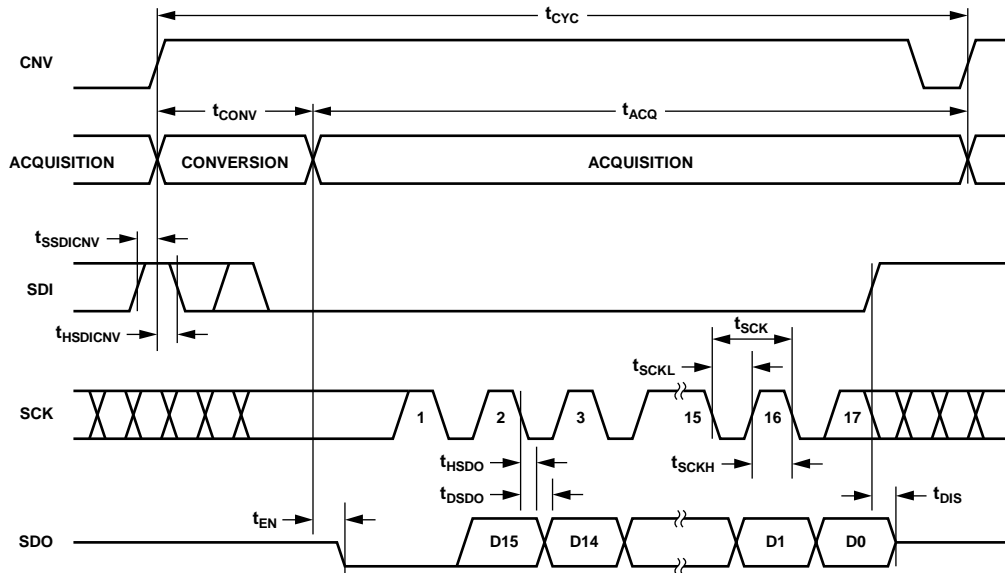 tCYC
CNV
tCONV
tACQ
ACQUISITION
CONVERSION
ACQUISITION
tSSDICNV
SDI
tHSDICNV
tSCK
tSCKL
SCK
1
2
3
15
16
17
tHSDO
tSCKH
tDSDO
tDIS
tEN
SDO
D15
D14
D1
D0